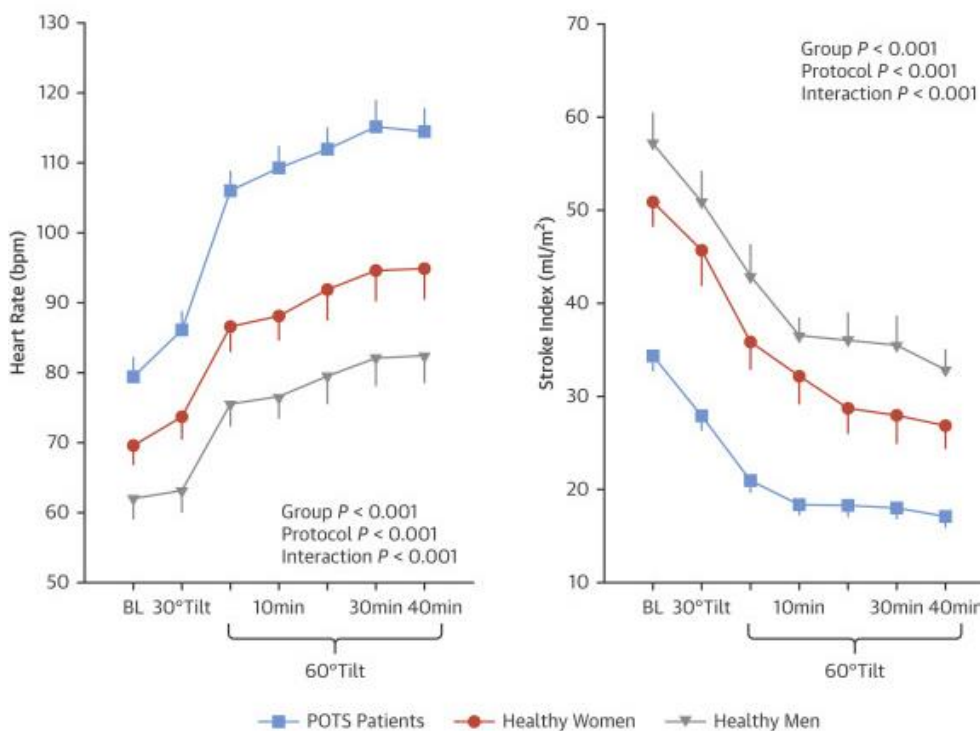 130
120
110
100
90
80
70
60
50
Heart Rate (bpm)
Group P < 0.001
Protocol P < 0.001
Interaction P < 0.001
BL 30°Tilt 10min 30min 40min
60°Tilt
70
60
50
40
30
20
10
Stroke Index (ml/m²)
Group P < 0.001
Protocol P < 0.001
Interaction P < 0.001
BL 30°Tilt 10min 30min 40min
60°Tilt
POTS Patients Healthy Women Healthy Men